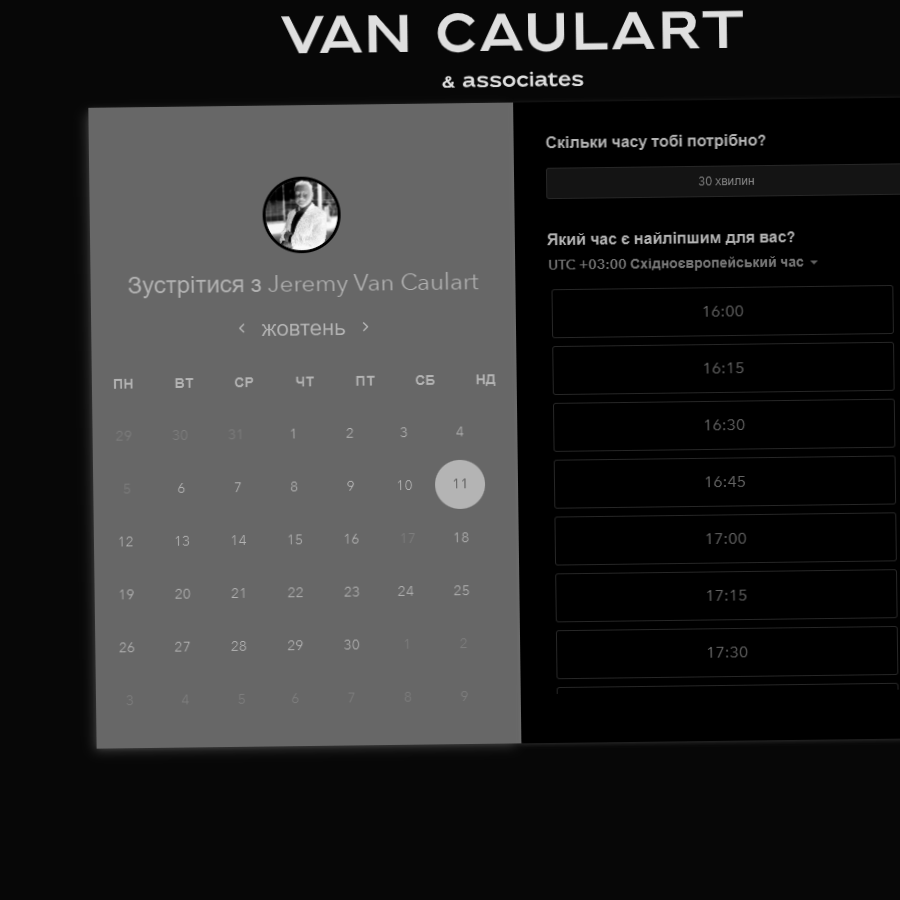 VAN CAULART
& associates
Зустрітися з Jeremy Van Caulart
жовтень
ПН ВТ СР ЧТ ПТ СБ НД
29 30 31 1 2 3 4
5 6 7 8 9 10 11
12 13 14 15 16 17 18
19 20 21 22 23 24 25
26 27 28 29 30 1 2
3 4 5 6 7 8 9
Скільки часу тобі потрібно?
30 хвилин
Який час є найліпшим для вас?
UTC +03:00 Східноєвропейський час
16:00
16:15
16:30
16:45
17:00
17:15
17:30